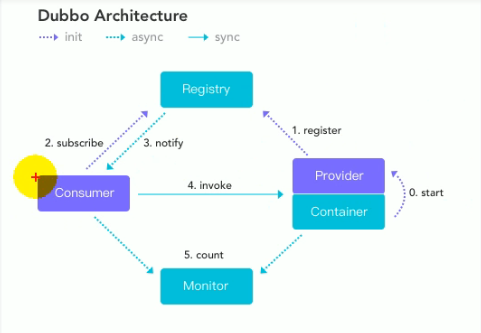 Dubbo Architecture
init
async
sync
Registry
1. register
2. subscribe
3. notify
Provider
4. invoke
Consumer
0. start
Container
5. count
Monitor